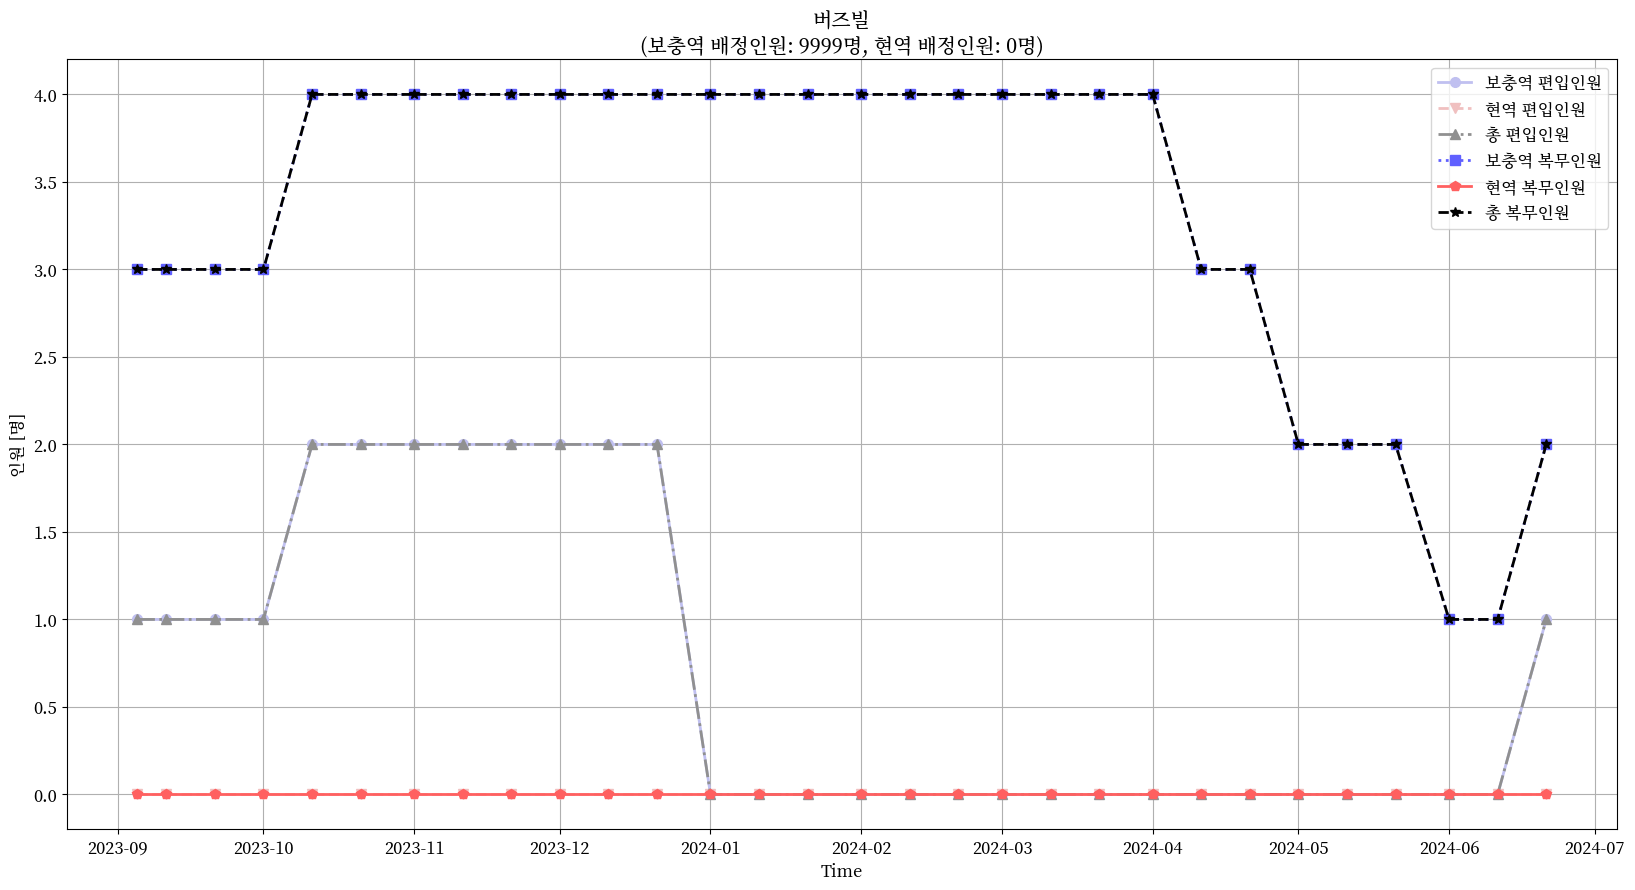 버즈빌
(보충역 배정인원: 9999명, 현역 배정인원: 0명)
보충역 편입인원
현역 편입인원
총 편입인원
보충역 복무인원
현역 복무인원
총 복무인원
인원 [명]
4.0
3.5
3.0
2.5
2.0
1.5
1.0
0.5
0.0
2023-09 2023-10 2023-11 2023-12 2024-01 2024-02 2024-03 2024-04 2024-05 2024-06 2024-07
Time